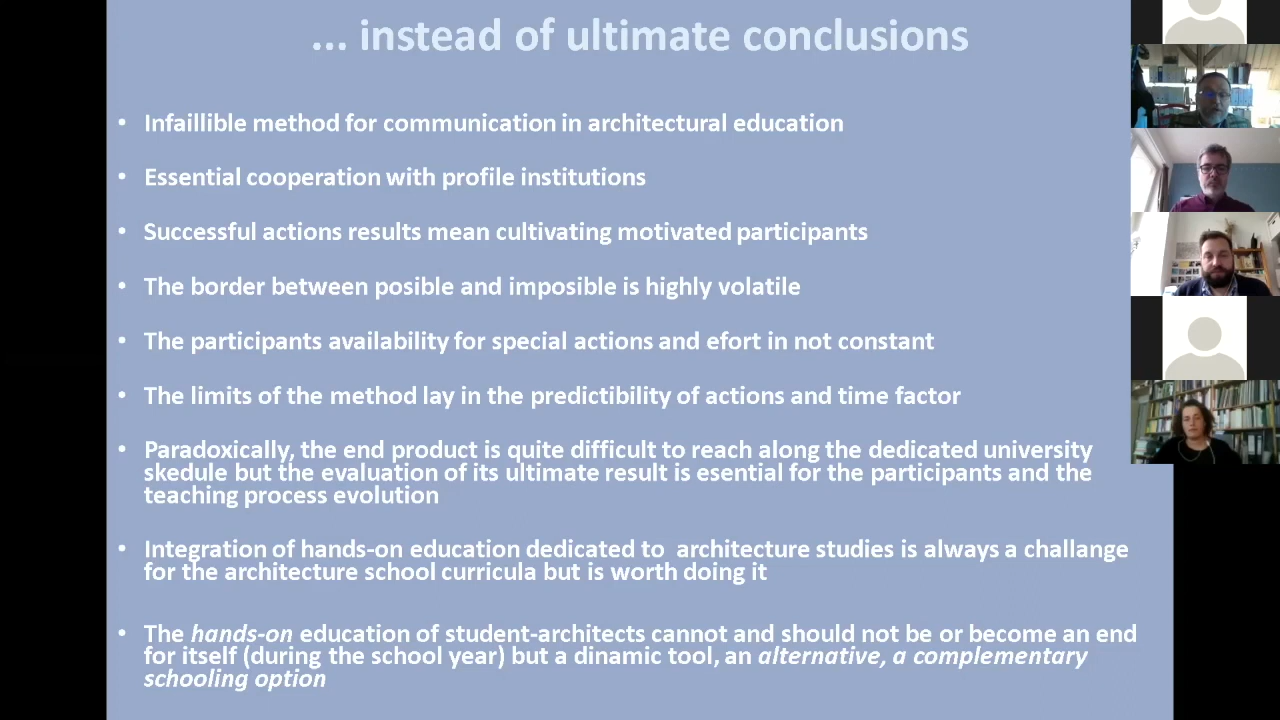 ... instead of ultimate conclusions
• Infaillible method for communication in architectural education
• Essential cooperation with profile institutions
• Successful actions results mean cultivating motivated participants
• The border between posible and imposible is highly volatile
• The participants availability for special actions and efort in not constant
• The limits of the method lay in the predictibility of actions and time factor
• Paradoxically, the end product is quite difficult to reach along the dedicated university
skedule but the evaluation of its ultimate result is esential for the participants and the
teaching process evolution
• Integration of hands-on education dedicated to architecture studies is always a challange
for the architecture school curricula but is worth doing it
• The hands-on education of student-architects cannot and should not be or become an end
for itself (during the school year) but a dinamic tool, an alternative, a complementary
schooling option